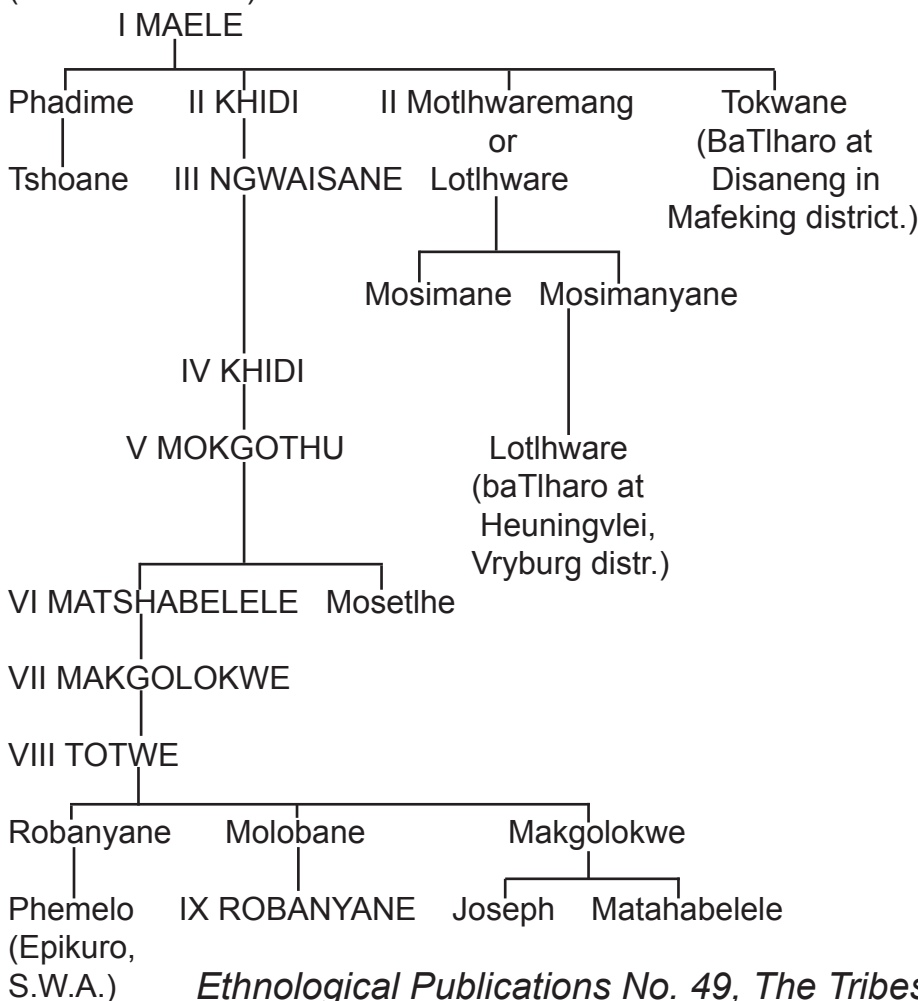 I MAELE
Phadime II KHIDI II Motlhwaremang Tokwane
or (BaTlharo at
Tshoane III NGWAISANE Lotlhware Disaneng in
Mafeking district.)
Mosimane Mosimanyane
IV KHIDI
V MOKGOTHU Lotlhware
(baTlharo at
Heuningvlei,
Vryburg distr.)
VI MATSHABELELE Mosetlhe
VII MAKGOLOKWE
VIII TOTWE
Robanyane Molobane Makgolokwe
Phemelo IX ROBANYANE Joseph Matahabelele
(Epikuro,
S.W.A.) Ethnological Publications No. 49, The Tribes